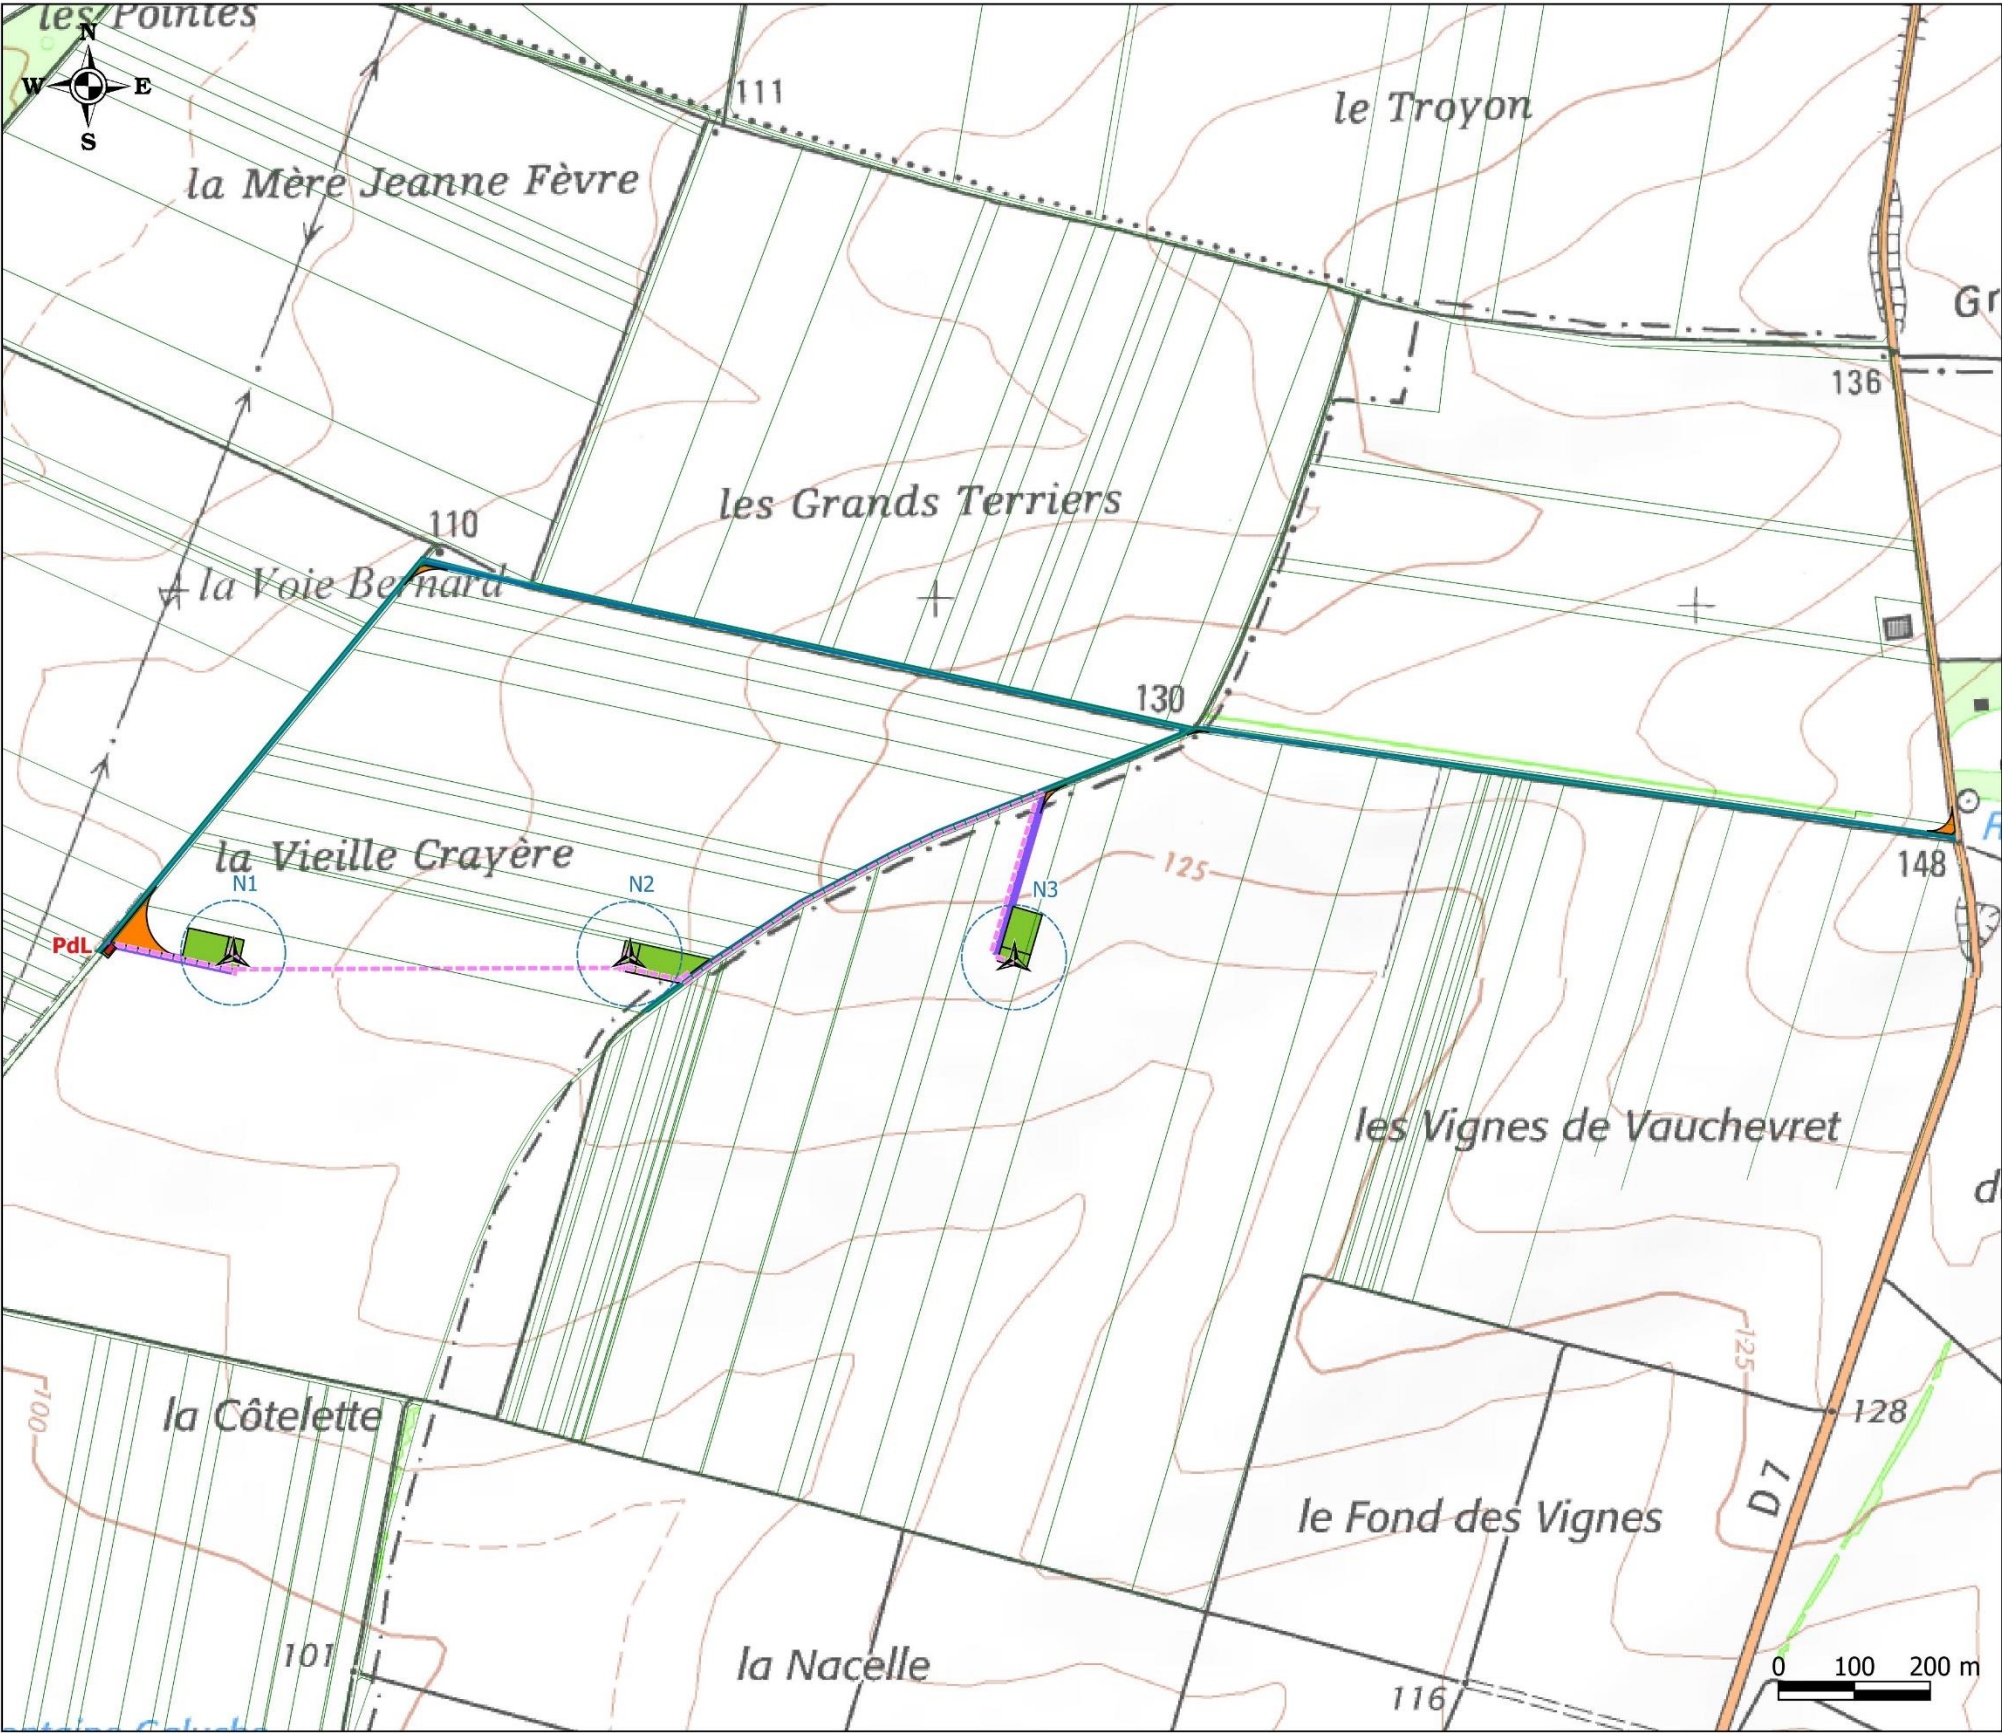 les Pointes
N
W
E
S
111
le Troyon
la Mère Jeanne Fèvre
Gr
136
les Grands Terriers
110
la Voie Bernard
130
125
148
la Vieille Crayère
N1
N2
N3
PdL
les Vignes de Vauchevret
d
125
100
la Côtelette
128
D 7
le Fond des Vignes
101
la Nacelle
116
0 100 200 m